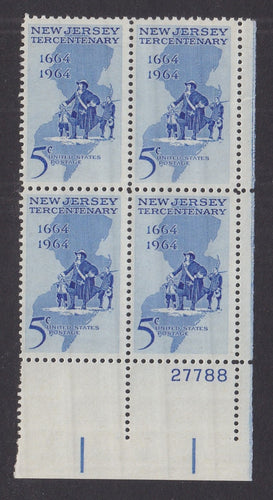 NEW JERSEY NEW JERSEY
TERCENTENARY TERCENTENARY
1664 1664
1964 1964
5c UNITED STATES POSTAGE 5c UNITED STATES POSTAGE
NEW JERSEY NEW JERSEY
TERCENTENARY TERCENTENARY
1664 1664
1964 1964
5c UNITED STATES POSTAGE 5c UNITED STATES POSTAGE
27788